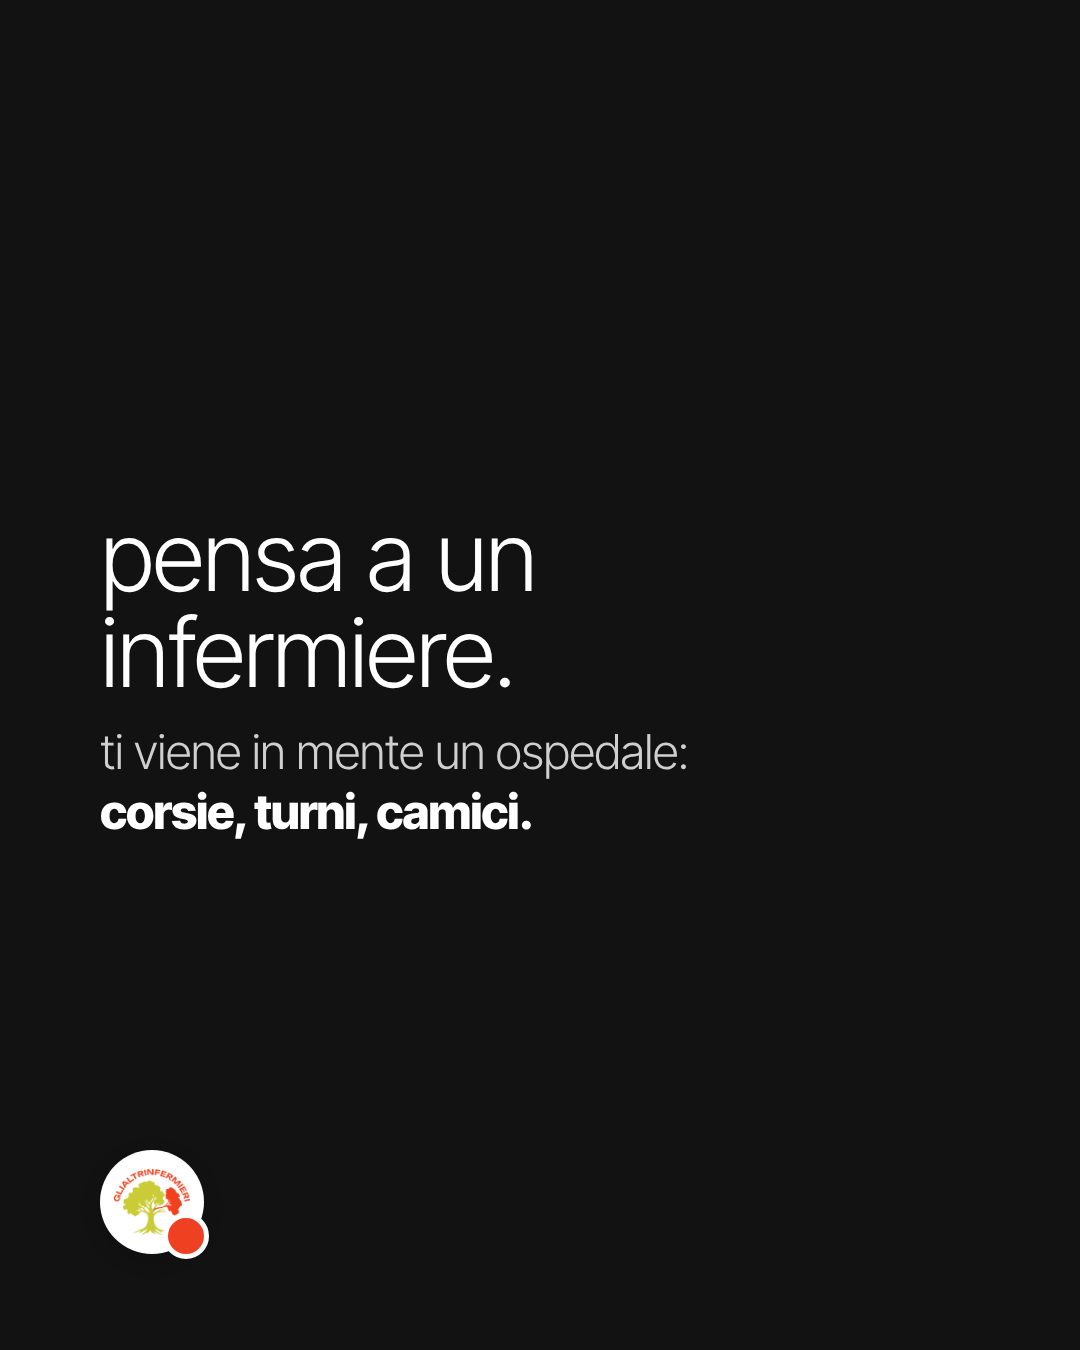 pensa a un
infermiere.
ti viene in mente un ospedale:
corsie, turni, camici.
GLIALTRINFERMIERI